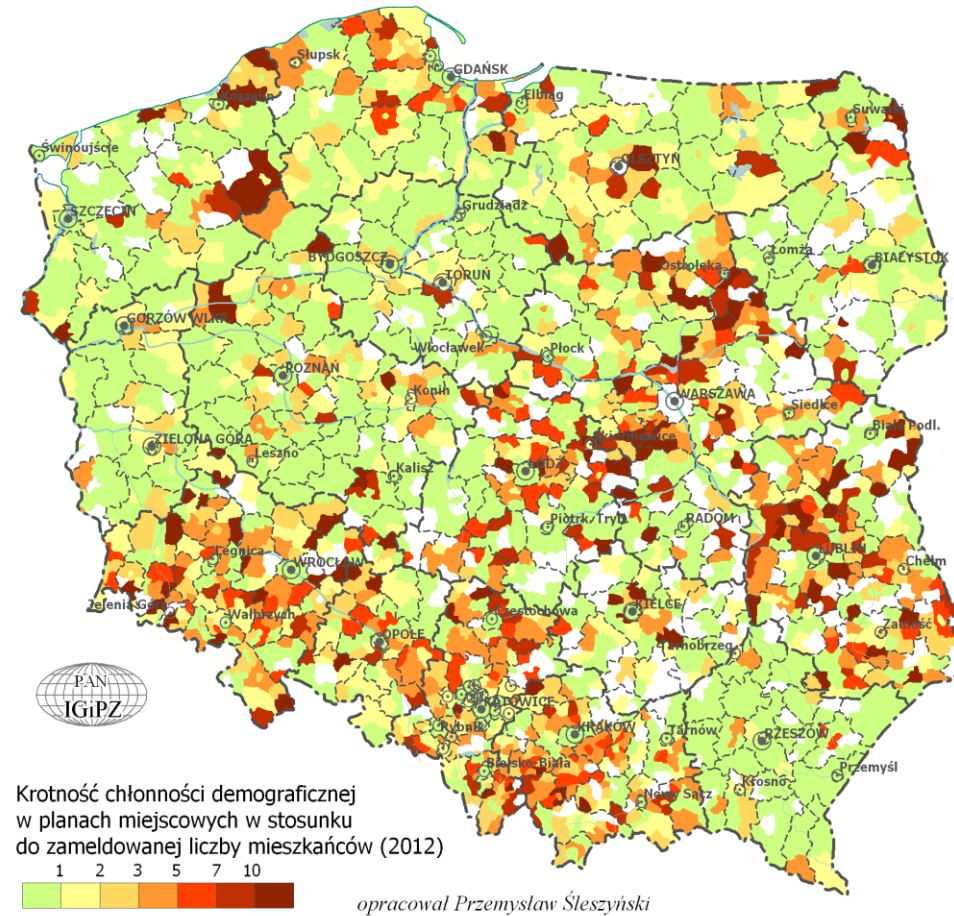 Słupsk
GDAŃSK
Koszalin
Elbląg
Suwałki
Świnoujście
OLSZTYN
SZCZECIN
Grudziądz
Łomża
BYDGOSZCZ
Ostrołęka
BIAŁYSTOK
TORUŃ
GORZÓW WLKP.
Włocławek
Płock
POZNAŃ
Konin
WARSZAWA
Siedlce
Skierniewice
Biała Podl.
ZIELONA GÓRA
Leszno
Kalisz
ŁÓDŹ
Piotrk. Tryb.
RADOM
Legnica
WROCŁAW
LUBLIN
Chełm
Jelenia Góra
Wałbrzych
Częstochowa
KIELCE
OPOLE
Zamość
Tarnobrzeg
PAN
IGiPZ
KATOWICE
Rybnik
KRAKÓW
Tarnów
RZESZÓW
Bielsko-Biała
Przemyśl
Krosno
Nowy Sącz
Krotność chłonności demograficznej
w planach miejscowych w stosunku
do zameldowanej liczby mieszkańców (2012)
1 2 3 5 7 10
opracował Przemysław Śleszyński